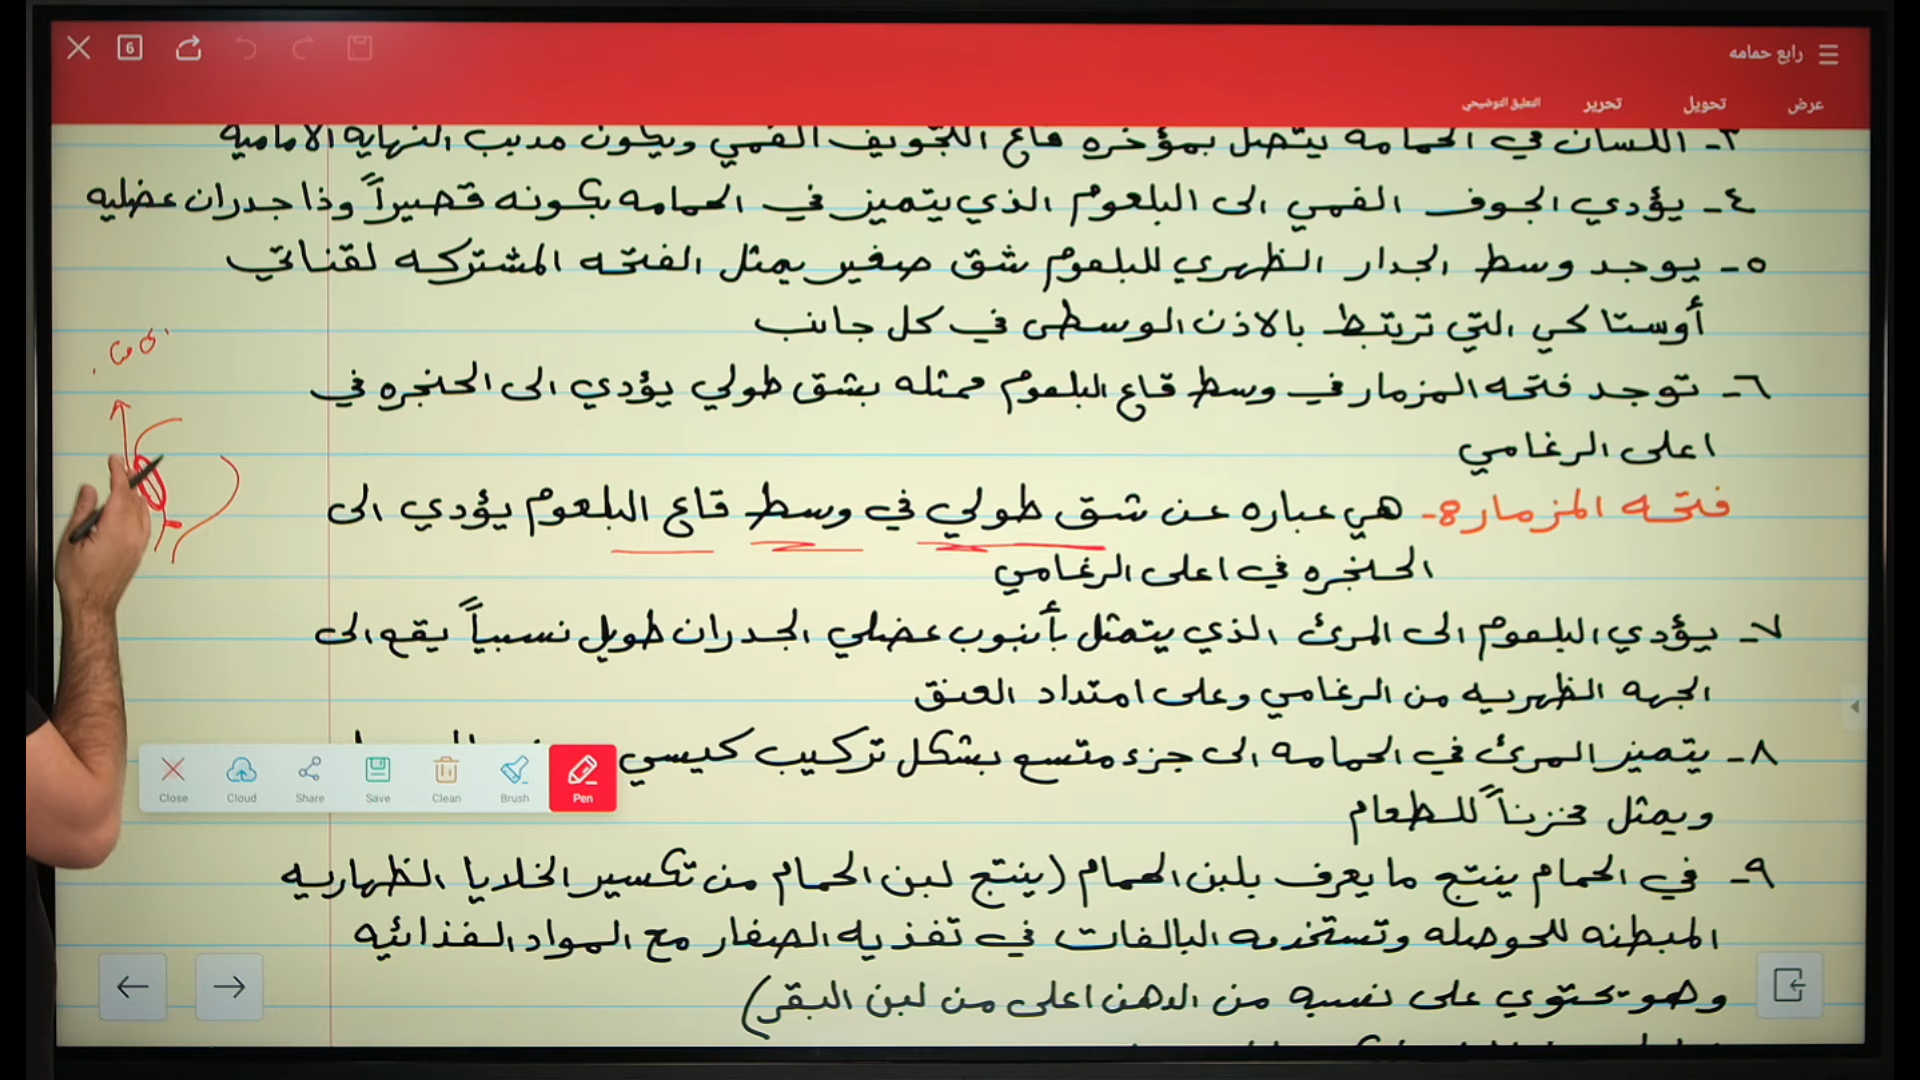 6
رابع حمامه
عرض
تحويل
تحرير
التعليق التوضيحي
٣- اللسان في الحمامه يتصل بمؤخره قاع التجويف الفمي ويكون مدبب النهايه الامامية
٤- يؤدي الجوف الفمي الى البلعوم الذي يتميز في الحمامه بكونه قصيراً وذا جدران عضليه
٥- يوجد وسط الجدار الظهري للبلعوم شق صغير يمثل الفتحه المشتركه لقناتي
أوستاكي التي ترتبط بالاذن الوسطى في كل جانب
٦- توجد فتحه المزمار في وسط قاع البلعوم ممثله بشق طولي يؤدي الى الحنجره في
اعلى الرغامي
فتحه المزمار:- هي عباره عن شق طولي في وسط قاع البلعوم يؤدي الى
الحنجره في اعلى الرغامي
٧- يؤدي البلعوم الى المرئ الذي يتمثل بأنبوب عضلي الجدران طويل نسبياً يقع الى
الجهه الظهريه من الرغامي وعلى امتداد العنق
٨- يتميز المرئ في الحمامه الى جزء متسع بشكل تركيب كيسي
ويمثل مخزناً للطعام
٩- في الحمام ينتج ما يعرف بلبن الحمام (ينتج لبن الحمام من تكسير الخلايا الظهاريه
المبطنه للحوصله وتستخدمه البالغات في تغذيه الصغار مع المواد الغذائيه
وهو يحتوي على نسبه من الدهن اعلى من لبن البقر)
Close
Cloud
Share
Save
Clean
Brush
Pen